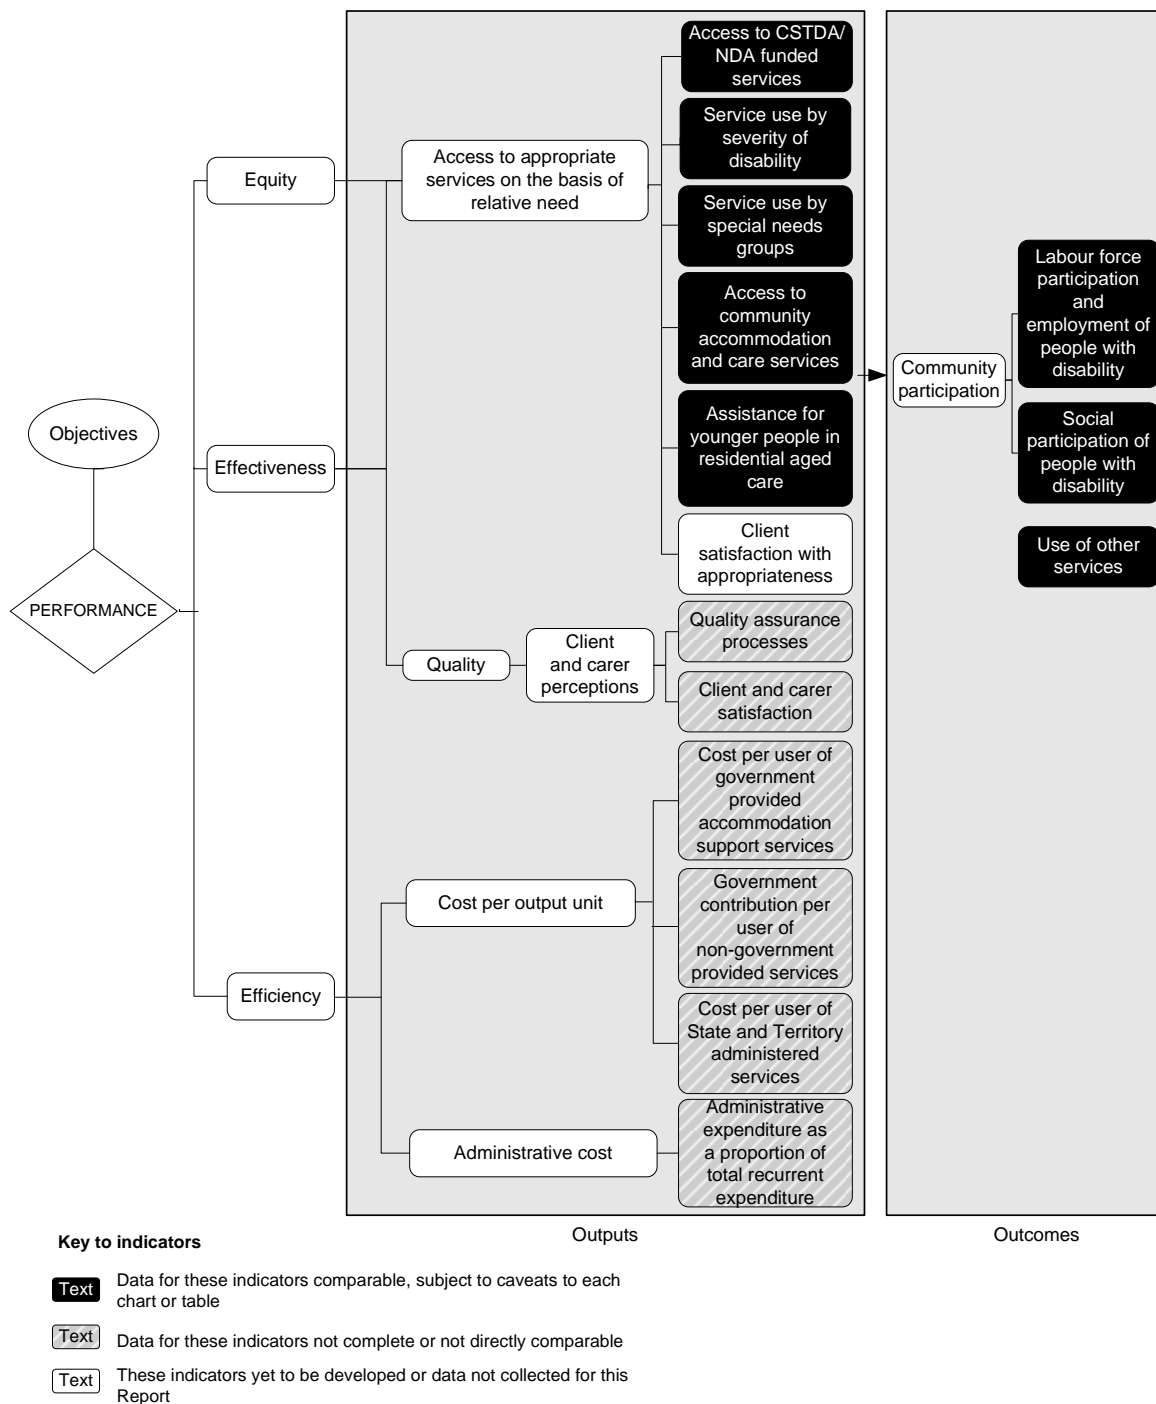 Objectives
PERFORMANCE
Equity
Effectiveness
Efficiency
Access to appropriate
services on the basis of
relative need
Quality
Client
and carer
perceptions
Cost per output unit
Administrative cost
Access to CSTDA/
NDA funded
services
Service use by
severity of
disability
Service use by
special needs
groups
Access to
community
accommodation
and care services
Assistance for
younger people in
residential aged
care
Client
satisfaction with
appropriateness
Quality assurance
processes
Client and carer
satisfaction
Cost per user of
government
provided
accommodation
support services
Government
contribution per
user of
non-government
provided services
Cost per user of
State and Territory
administered
services
Administrative
expenditure as
a proportion of
total recurrent
expenditure
Community
participation
Labour force
participation
and
employment of
people with
disability
Social
participation of
people with
disability
Use of other
services
Outputs
Outcomes
Key to indicators
Text
Data for these indicators comparable, subject to caveats to each
chart or table
Text
Data for these indicators not complete or not directly comparable
Text
These indicators yet to be developed or data not collected for this
Report